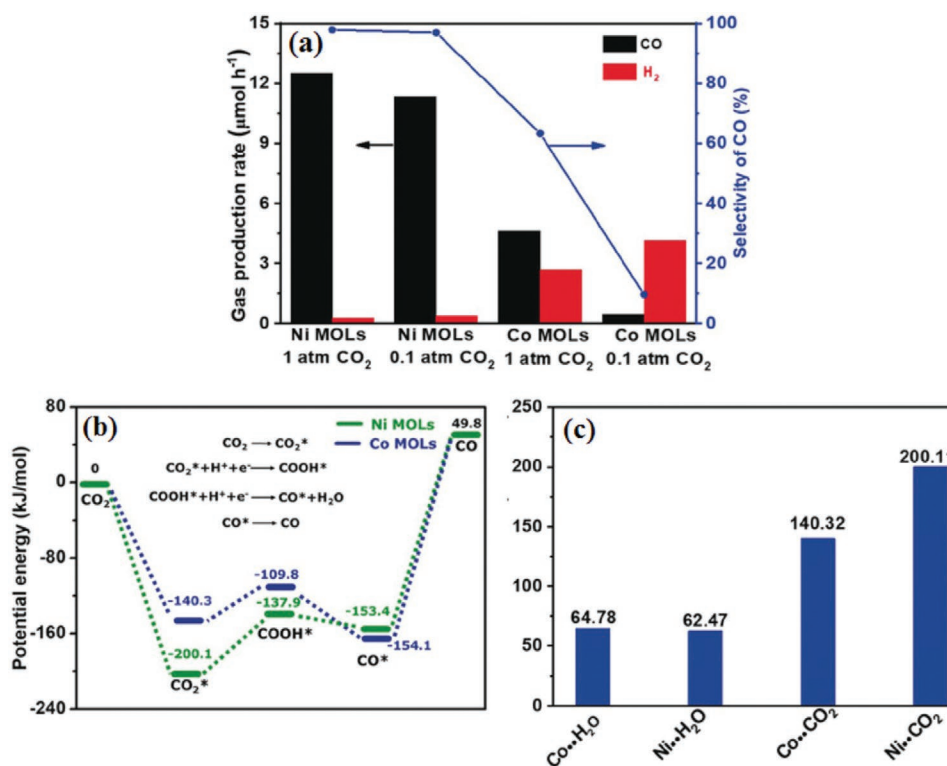 (a)
Gas production rate (μmol h⁻¹)
15
12
9
6
3
0
CO
H₂
100
80
60
40
20
0
Selectivity of CO (%)
Ni MOLs Ni MOLs Co MOLs Co MOLs
1 atm CO₂ 0.1 atm CO₂ 1 atm CO₂ 0.1 atm CO₂
(b)
Potential energy (kJ/mol)
80
0
-80
-160
-240
Ni MOLs
Co MOLs
CO₂ → CO₂*
CO₂*+H⁺+e⁻ → COOH*
COOH*+H⁺+e⁻ → CO*+H₂O
CO* → CO
0
CO₂
-140.3
-200.1
CO₂*
-109.8
-137.9
COOH*
-153.4
CO*
-154.1
49.8
CO
(c)
250
200
150
100
50
0
64.78
62.47
140.32
200.1
Co••H₂O
Ni••H₂O
Co••CO₂
Ni••CO₂